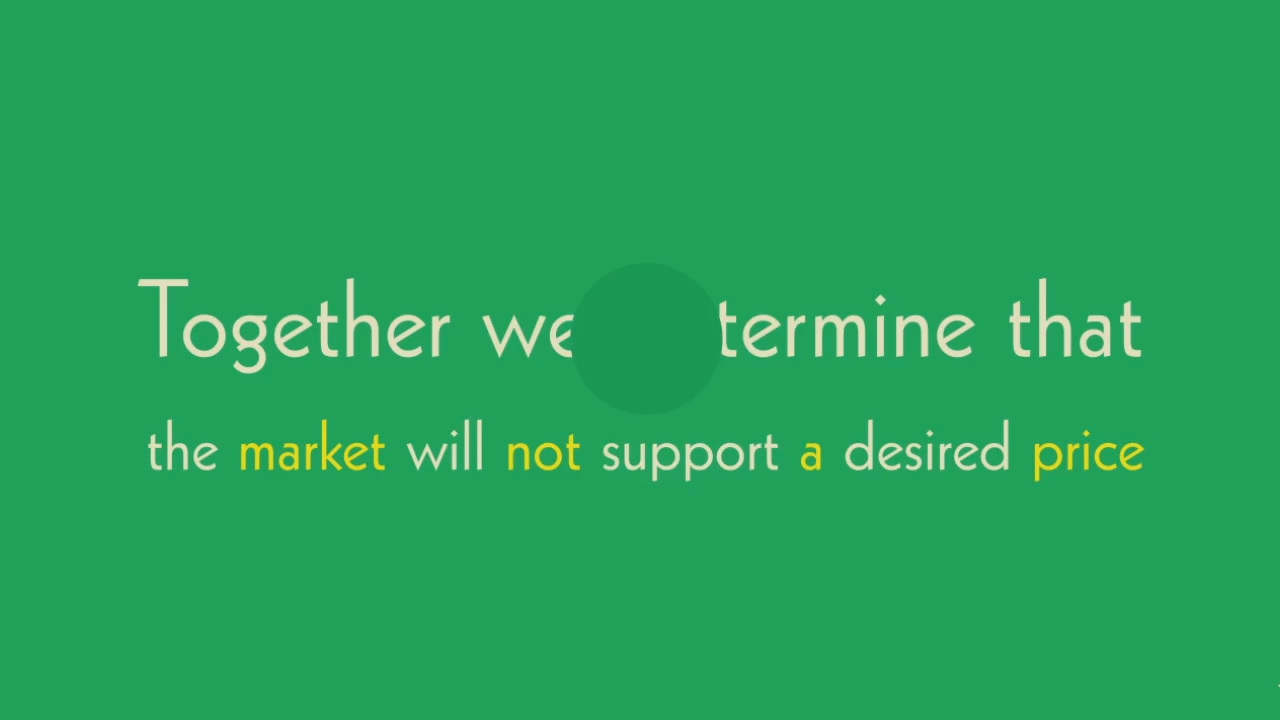 Together we termine that
the market will not support a desired price